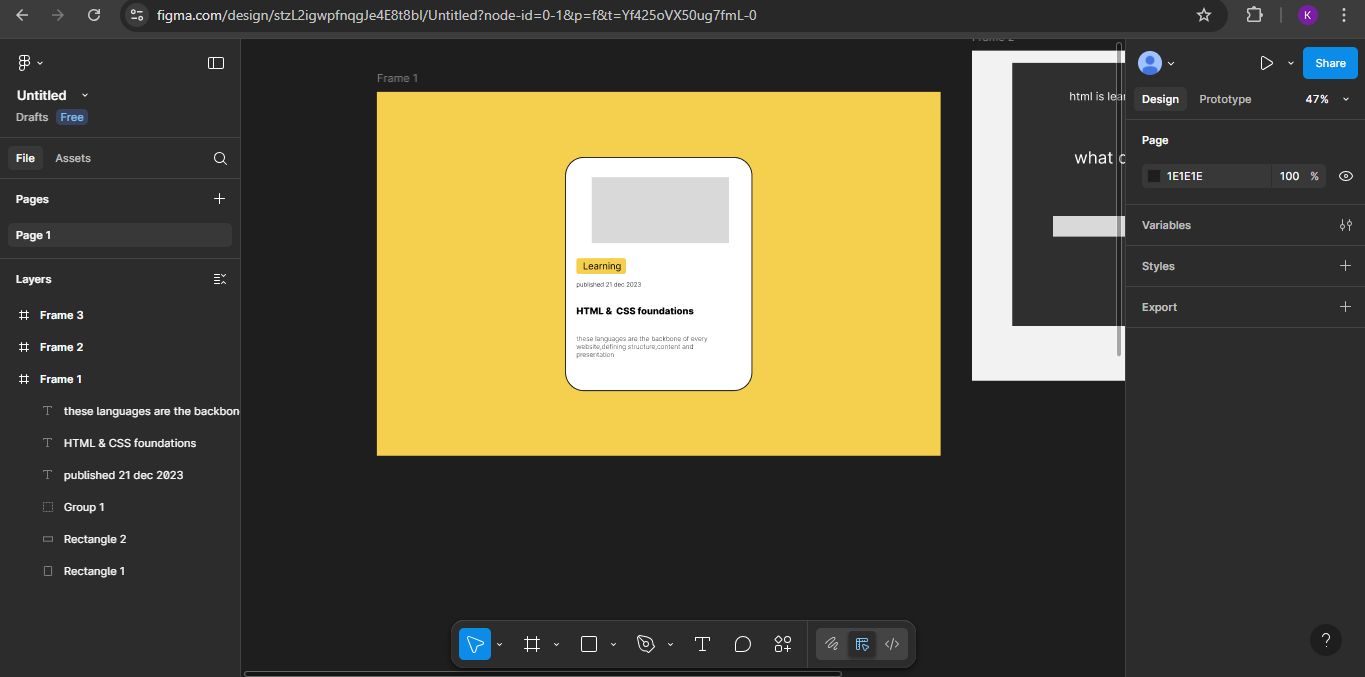 figma.com/design/stzL2igwpfnqgJe4E8t8bI/Untitled?node-id=0-1&p=f&t=Yf425oVX50ug7fmL-0
K
Untitled
Drafts Free
File Assets
Pages
Page 1
Layers
Frame 3
Frame 2
Frame 1
these languages are the backbon
HTML & CSS foundations
published 21 dec 2023
Group 1
Rectangle 2
Rectangle 1
Frame 1
Learning
published 21 dec 2023
HTML & CSS foundations
these languages are the backbone of every
website,defining structure,content and
presentation
Frame 2
html is lear
what
Share
Design Prototype 47%
Page
1E1E1E 100 %
Variables
Styles
Export
?